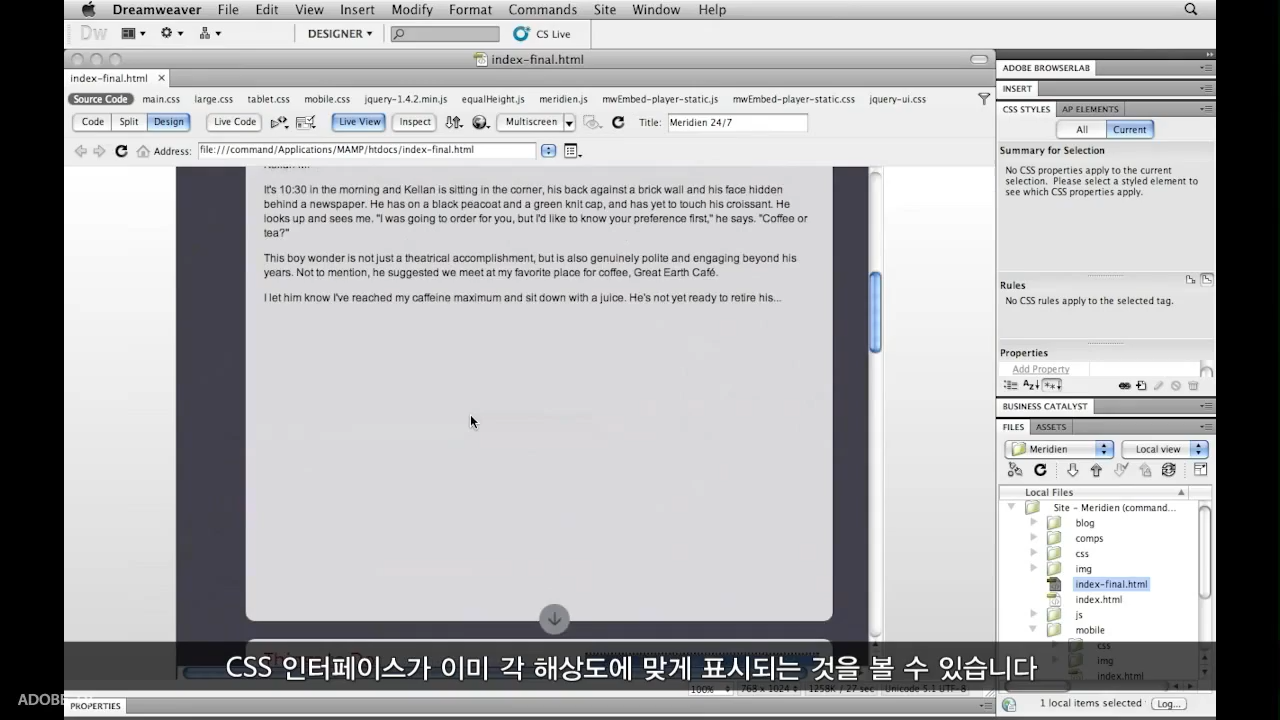 Dreamweaver File Edit View Insert Modify Format Commands Site Window Help
Dw DESIGNER CS Live
index-final.html
index-final.html
Source Code main.css large.css tablet.css mobile.css jquery-1.4.2.min.js equalHeight.js meridien.js mwEmbed-player-static.js mwEmbed-player-static.css jquery-ui.css
Code Split Design Live Code Live View Inspect Multiscreen Title: Meridien 24/7
Address: file:///command/Applications/MAMP/htdocs/index-final.html
It's 10:30 in the morning and Kellan is sitting in the corner, his back against a brick wall and his face hidden
behind a newspaper. He has on a black peacoat and a green knit cap, and has yet to touch his croissant. He
looks up and sees me. "I was going to order for you, but I'd like to know your preference first," he says. "Coffee or
tea?"
This boy wonder is not just a theatrical accomplishment, but is also genuinely polite and engaging beyond his
years. Not to mention, he suggested we meet at my favorite place for coffee, Great Earth Café.
I let him know I've reached my caffeine maximum and sit down with a juice. He's not yet ready to retire his...
CSS 인터페이스가 이미 각 해상도에 맞게 표시되는 것을 볼 수 있습니다
100% 768 x 1024 1258K / 27 sec Unicode 5.1 UTF-8
ADOBE
PROPERTIES
ADOBE BROWSERLAB
INSERT
CSS STYLES AP ELEMENTS
All Current
Summary for Selection
No CSS properties apply to the current
selection. Please select a styled element to
see which CSS properties apply.
Rules
No CSS rules apply to the selected tag.
Properties
Add Property
BUSINESS CATALYST
FILES ASSETS
Meridien Local view
Local Files
Site - Meridien (command...
blog
comps
css
img
index-final.html
index.html
js
mobile
css
img
index.html
1 local items selected Log...